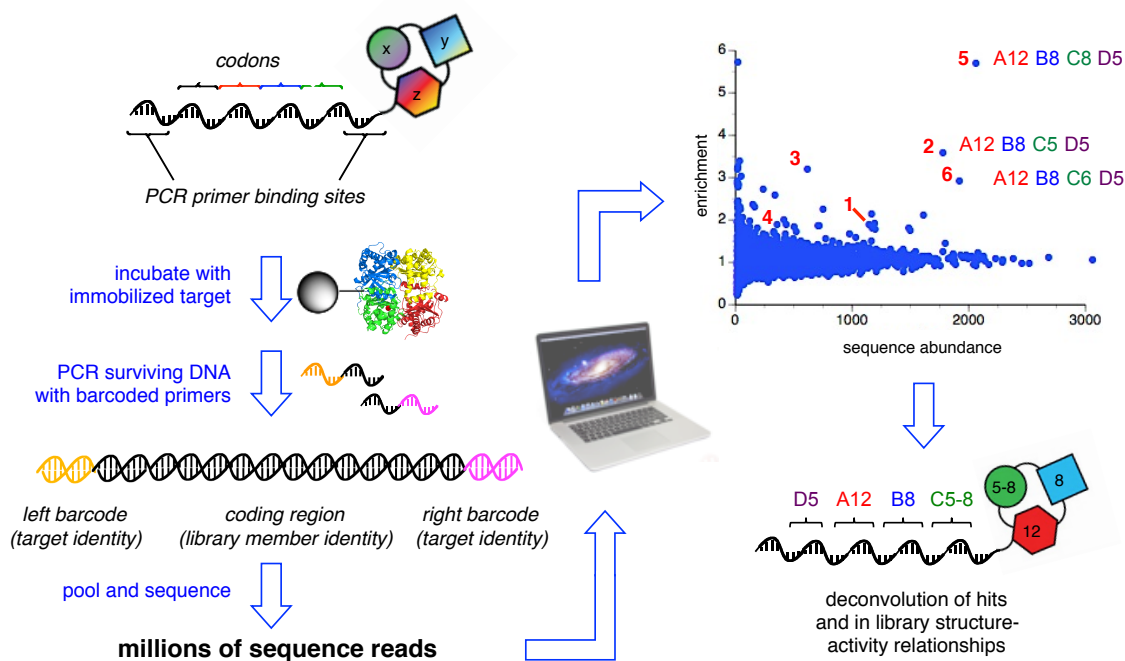 codons
x
y
z
PCR primer binding sites
incubate with
immobilized target
PCR surviving DNA
with barcoded primers
left barcode
(target identity)
coding region
(library member identity)
right barcode
(target identity)
pool and sequence
millions of sequence reads
enrichment
6
5
4
3
2
1
0
0
1000
2000
3000
sequence abundance
5
A12 B8 C8 D5
2
A12 B8 C5 D5
6
A12 B8 C6 D5
3
1
4
D5 A12 B8 C5-8
5-8
8
12
deconvolution of hits
and in library structure-
activity relationships